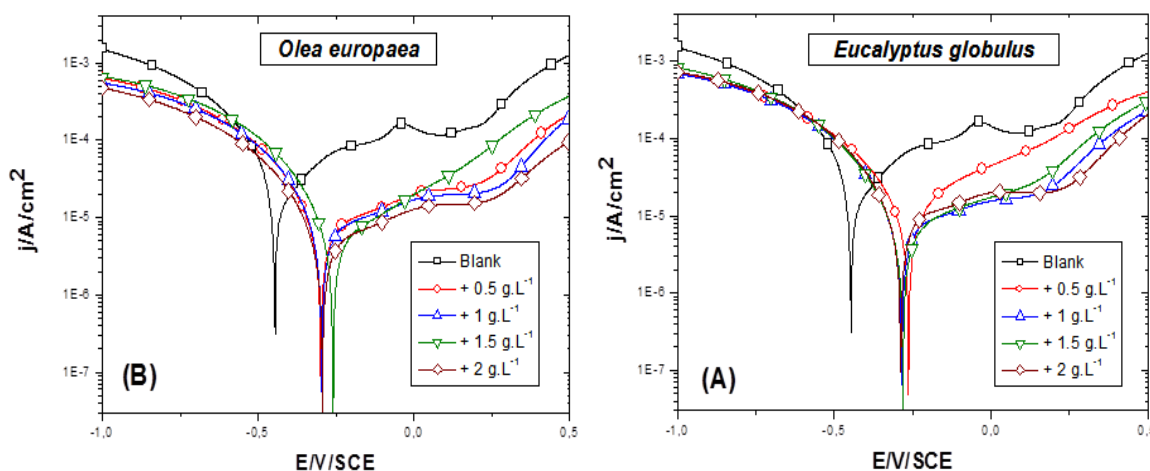 Olea europaea
j/A/cm²
1E-3
1E-4
1E-5
1E-6
1E-7
Blank
+ 0.5 g.L⁻¹
+ 1 g.L⁻¹
+ 1.5 g.L⁻¹
+ 2 g.L⁻¹
(B)
-1,0
-0,5
0,0
0,5
E/V/SCE
Eucalyptus globulus
j/A/cm²
1E-3
1E-4
1E-5
1E-6
1E-7
Blank
+ 0.5 g.L⁻¹
+ 1 g.L⁻¹
+ 1.5 g.L⁻¹
+ 2 g.L⁻¹
(A)
-1,0
-0,5
0,0
0,5
E/V/SCE